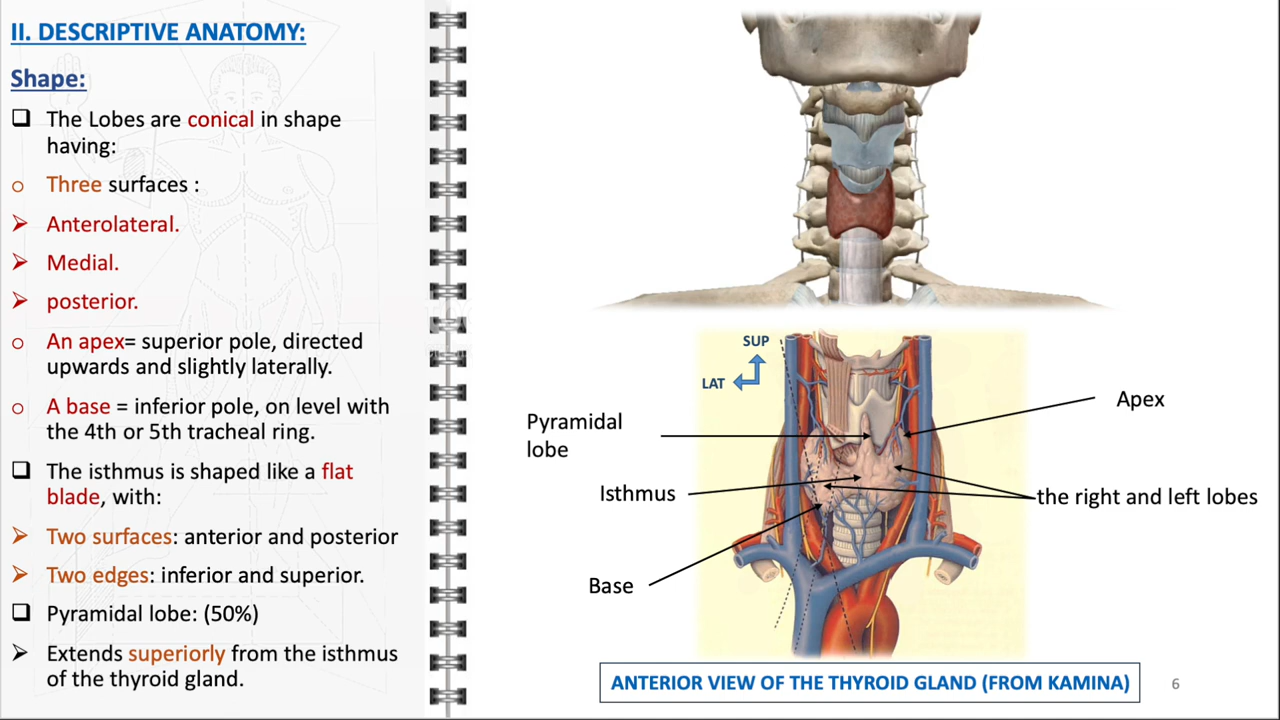 II. DESCRIPTIVE ANATOMY:
Shape:
❑ The Lobes are conical in shape
having:
o Three surfaces :
➢ Anterolateral.
➢ Medial.
➢ posterior.
o An apex= superior pole, directed
upwards and slightly laterally.
o A base = inferior pole, on level with
the 4th or 5th tracheal ring.
❑ The isthmus is shaped like a flat
blade, with:
➢ Two surfaces: anterior and posterior
➢ Two edges: inferior and superior.
❑ Pyramidal lobe: (50%)
➢ Extends superiorly from the isthmus
of the thyroid gland.
SUP
LAT
Apex
Pyramidal
lobe
Isthmus
the right and left lobes
Base
ANTERIOR VIEW OF THE THYROID GLAND (FROM KAMINA)
6